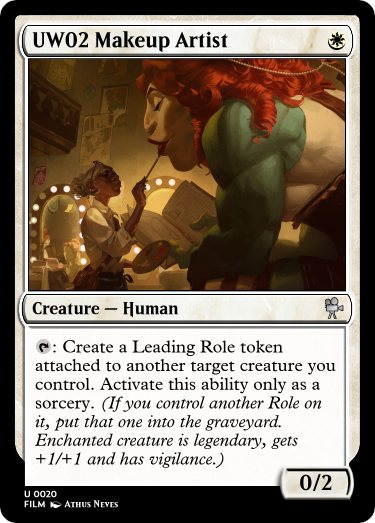 UW02 Makeup Artist
Creature — Human
: Create a Leading Role token
attached to another target creature you
control. Activate this ability only as a
sorcery. (If you control another Role on
it, put that one into the graveyard.
Enchanted creature is legendary, gets
+1/+1 and has vigilance.)
0/2
U 0020
FILM Athus Neves